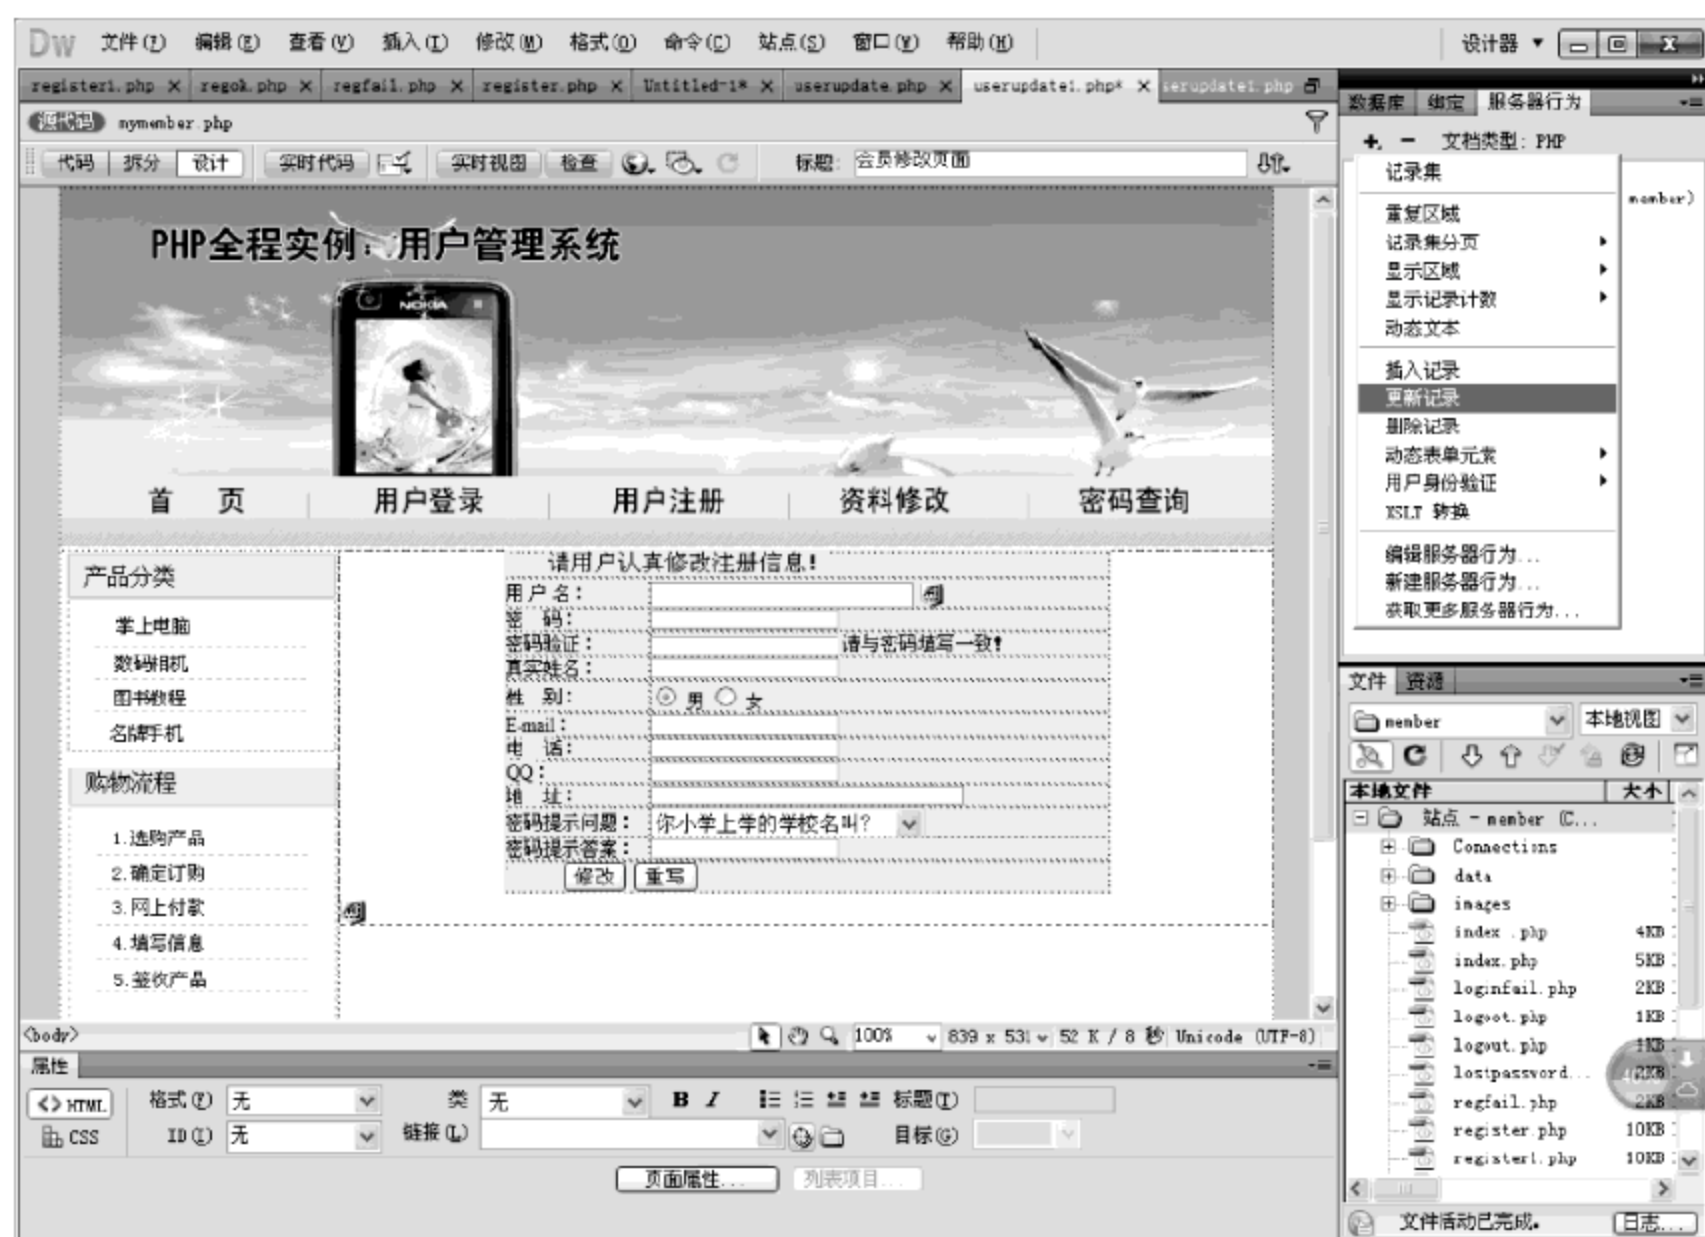 Dw 文件(F) 编辑(E) 查看(V) 插入(I) 修改(M) 格式(O) 命令(C) 站点(S) 窗口(W) 帮助(H) 设计器
register1.php regok.php regfail.php register.php Untitled-1* userupdate.php userupdate1.php* serupdate1.php
源代码 mymember.php
代码 拆分 设计 实时代码 实时视图 检查 标题: 会员修改页面
PHP全程实例:用户管理系统
NOKIA
首 页 用户登录 用户注册 资料修改 密码查询
产品分类
掌上电脑
数码相机
图书教程
名牌手机
购物流程
1.选购产品
2.确定订购
3.网上付款
4.填写信息
5.签收产品
请用户认真修改注册信息!
用户名:
密 码:
密码验证: 请与密码填写一致!
真实姓名:
性 别: 男 女
E-mail:
电 话:
QQ:
地 址:
密码提示问题: 你小学上学的学校名叫?
密码提示答案:
修改 重写
<body> 100% 839 x 531 52 K / 8 秒 Unicode (UTF-8)
属性
<> HTML 格式(F) 无 类 无 B I 标题(T)
CSS ID(I) 无 链接(L) 目标(G)
页面属性... 列表项目...
数据库 绑定 服务器行为
+ - 文档类型: PHP
member)
记录集
重复区域
记录集分页
显示区域
显示记录计数
动态文本
插入记录
更新记录
删除记录
动态表单元素
用户身份验证
XSLT 转换
编辑服务器行为...
新建服务器行为...
获取更多服务器行为...
文件 资源
member 本地视图
本地文件 大小
站点 - member (C...
Connections
data
images
index .php 4KB
index.php 5KB
loginfail.php 2KB
logoot.php 1KB
logout.php 1KB
lostpassword... 2KB
regfail.php 2KB
register.php 10KB
register1.php 10KB
文件活动已完成。 日志...